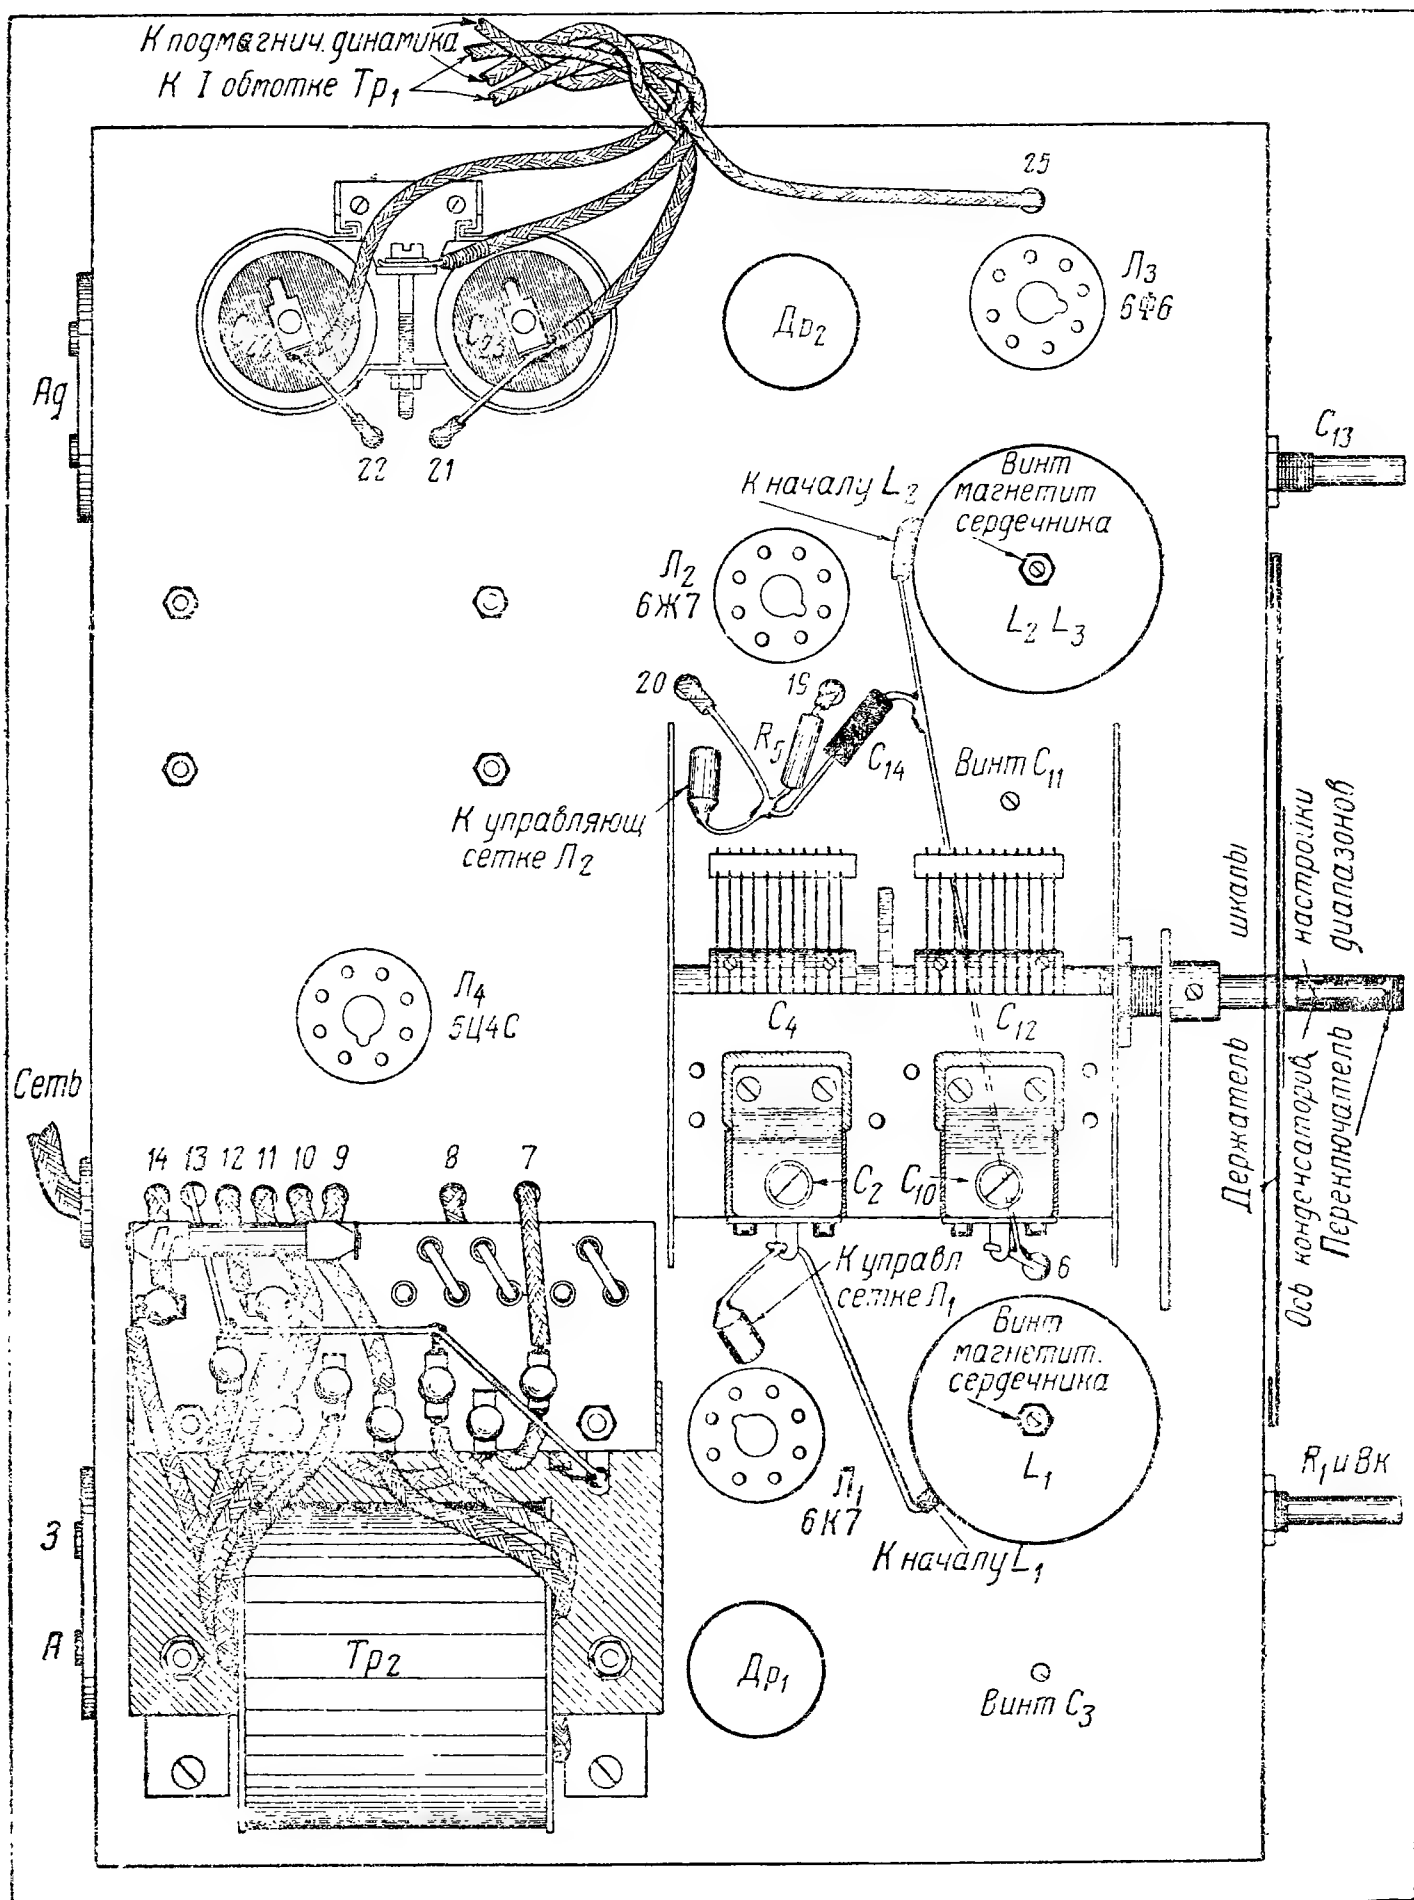 К подмагнич. динамика
К I обмотке Тр₁
25
Л₃
6Ф6
Др₂
Ад
22
21
C₁₃
Винт
магнетит
сердечника
К началу L₂
L₂ L₃
Л₂
6Ж7
20
19
R₅
C₁₄
Винт C₁₁
К управляющ
сетке Л₂
Л₄
5Ц4С
C₄
C₁₂
Держатель шкалы
Ось конденсаторов настройки
Переключатель диапазонов
Сеть
14 13 12 11 10 9 8 7
C₂
C₁₀
6
К управл
сетке Л₁
Винт
магнетит.
сердечника
L₁
R₁ и Вк
Л₁
6К7
К началу L₁
З
А
Тр₂
Др₁
Винт C₃